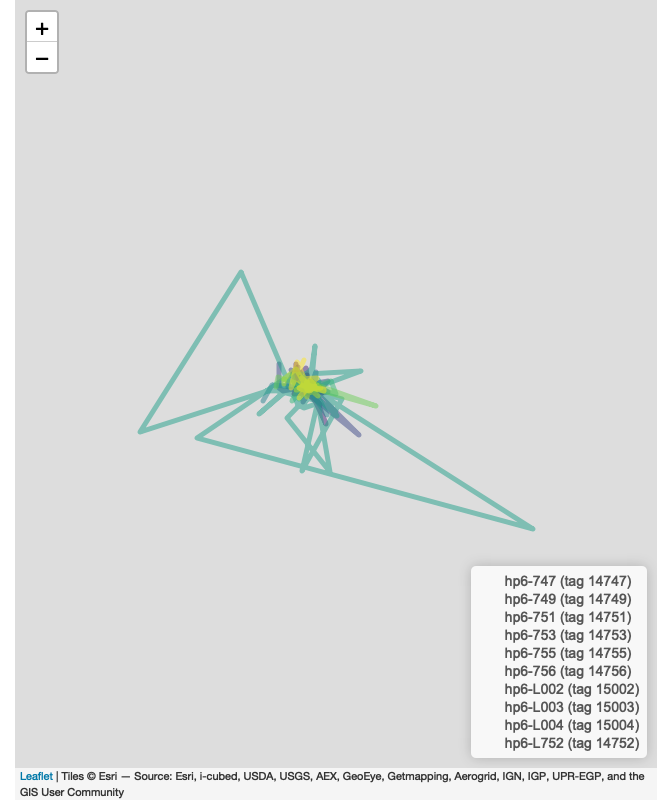 +
−
hp6-747 (tag 14747)
hp6-749 (tag 14749)
hp6-751 (tag 14751)
hp6-753 (tag 14753)
hp6-755 (tag 14755)
hp6-756 (tag 14756)
hp6-L002 (tag 15002)
hp6-L003 (tag 15003)
hp6-L004 (tag 15004)
hp6-L752 (tag 14752)
Leaflet | Tiles © Esri — Source: Esri, i-cubed, USDA, USGS, AEX, GeoEye, Getmapping, Aerogrid, IGN, IGP, UPR-EGP, and the
GIS User Community